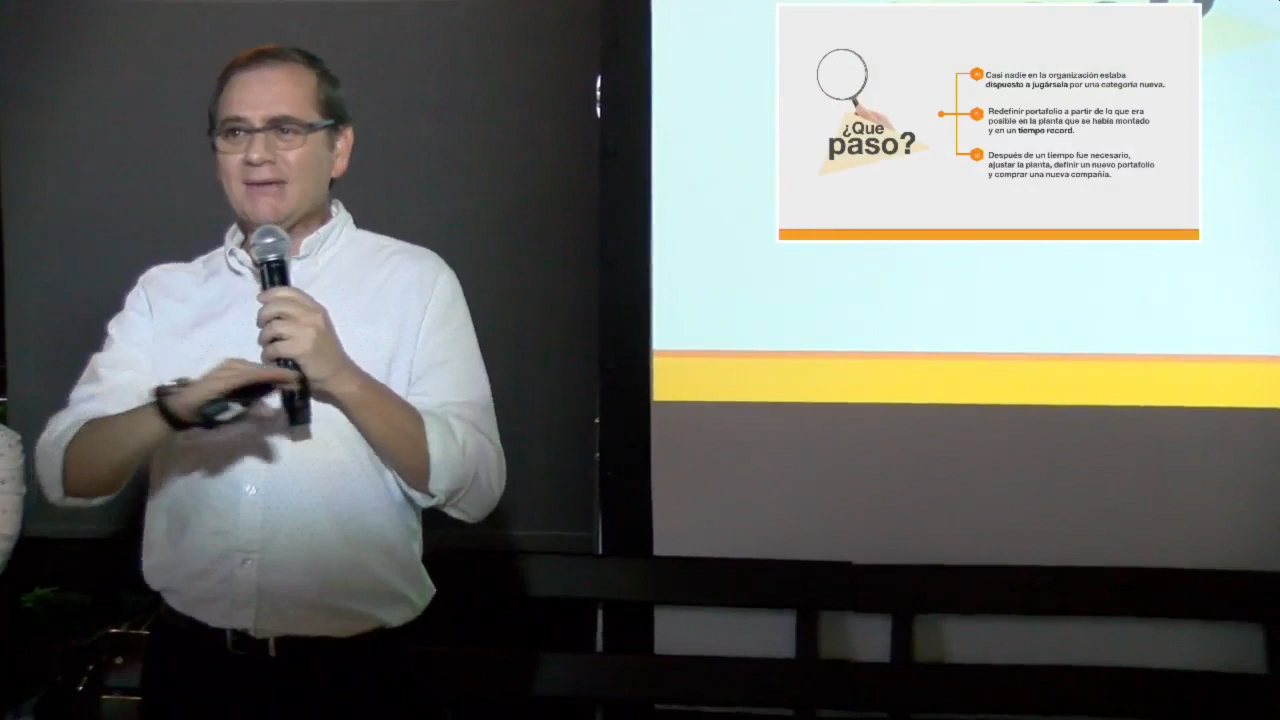 ¿Que
paso?
Casi nadie en la organización estaba
dispuesto a jugársela por una categoría nueva.
Redefinir portafolio a partir de lo que era
posible en la planta que se había montado
y en un tiempo record.
Después de un tiempo fue necesario,
ajustar la planta, definir un nuevo portafolio
y comprar una nueva compañía.